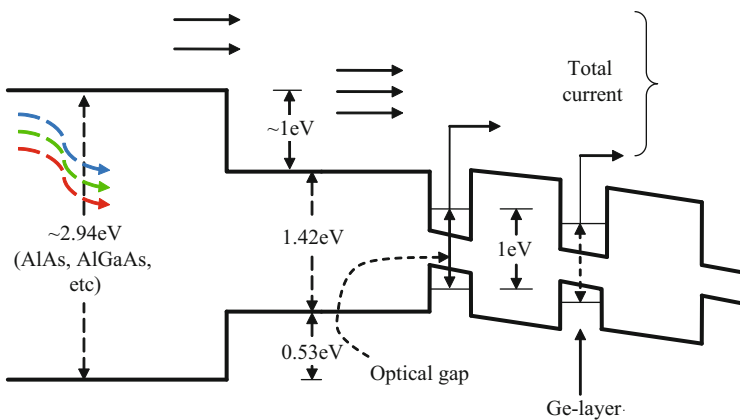 Total
current
~1eV
~2.94eV
(AlAs, AlGaAs,
etc)
1.42eV
1eV
0.53eV
Optical gap
Ge-layer